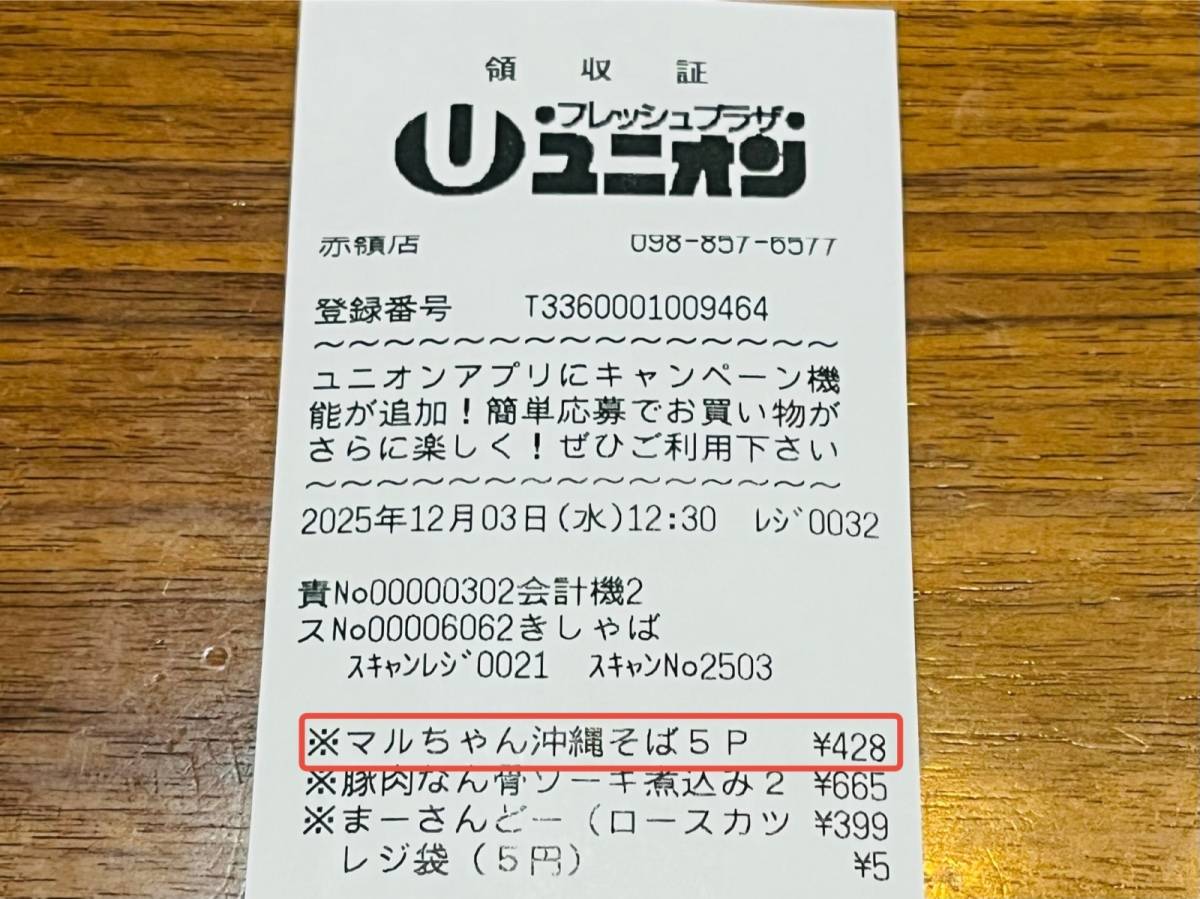 領 収 証
・フレッシュプラザ・
ユニオン
赤嶺店 098-857-6577
登録番号 T3360001009464
～～～～～～～～～～～～～～～
ユニオンアプリにキャンペーン機
能が追加！簡単応募でお買い物が
さらに楽しく！ぜひご利用下さい
～～～～～～～～～～～～～～～
2025年12月03日(水)12:30 ﾚｼﾞ0032
責No00000302会計機2
スNo00006062きしゃば
ｽｷｬﾝﾚｼﾞ0021 ｽｷｬﾝNo2503
※マルちゃん沖縄そば５Ｐ ¥428
※豚肉なん骨ソーキ煮込み２ ¥665
※まーさんどー（ロースカツ ¥399
レジ袋（５円） ¥5